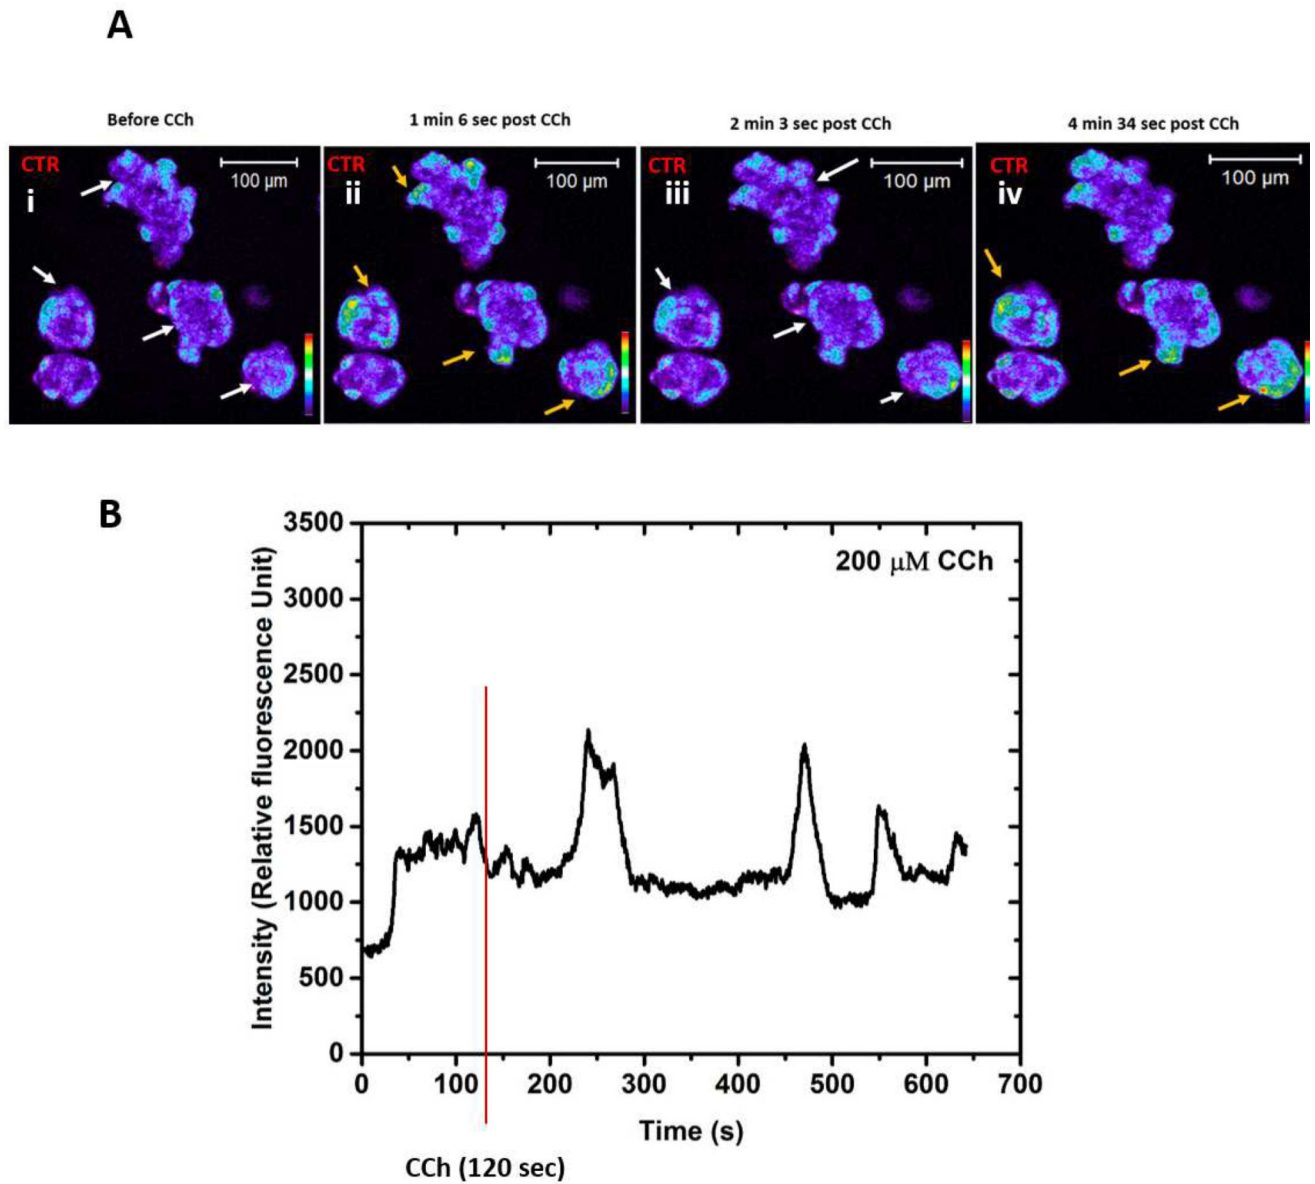 A
Before CCh
1 min 6 sec post CCh
2 min 3 sec post CCh
4 min 34 sec post CCh
CTR
i
100 μm
CTR
ii
100 μm
CTR
iii
100 μm
CTR
iv
100 μm
B
200 μM CCh
Intensity (Relative fluorescence Unit)
3500
3000
2500
2000
1500
1000
500
0
0 100 200 300 400 500 600 700
Time (s)
CCh (120 sec)